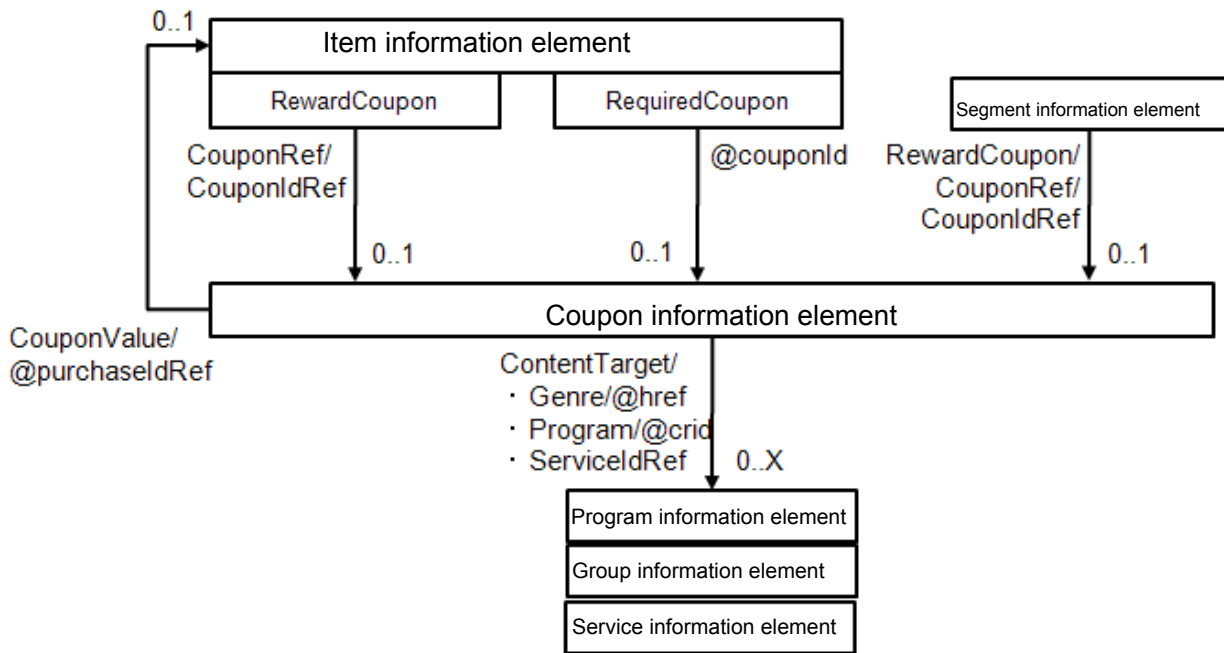 0..1
Item information element
RewardCoupon
RequiredCoupon
Segment information element
CouponRef/
CouponIdRef
@couponId
RewardCoupon/
CouponRef/
CouponIdRef
0..1
0..1
0..1
Coupon information element
CouponValue/
@purchaseIdRef
ContentTarget/
・ Genre/@href
・ Program/@crid
・ ServiceIdRef
0..X
Program information element
Group information element
Service information element